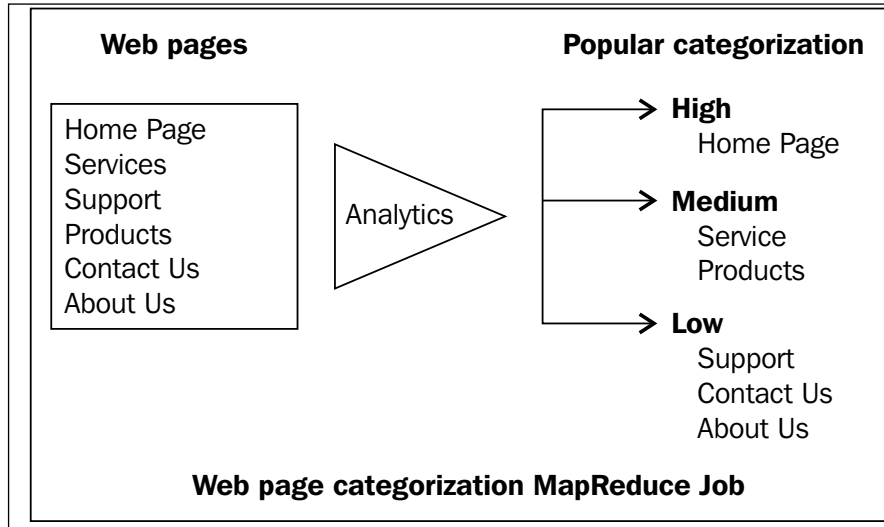 Web pages
Home Page
Services
Support
Products
Contact Us
About Us
Analytics
Popular categorization
High
Home Page
Medium
Service
Products
Low
Support
Contact Us
About Us
Web page categorization MapReduce Job